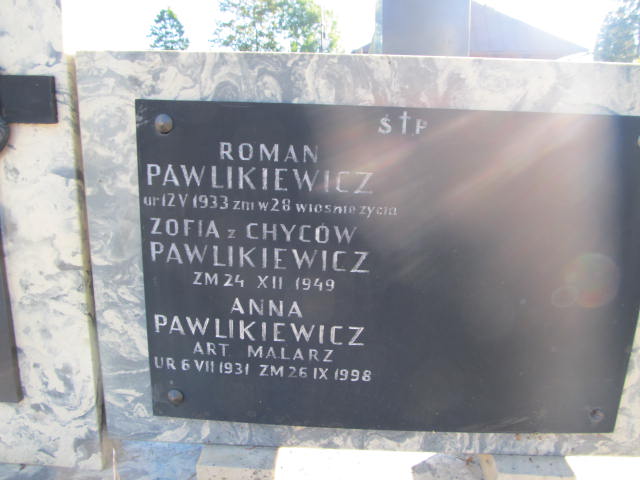 Ś † P
ROMAN
PAWLIKIEWICZ
ur 12 V 1933 zm w 28 wiośnie życia
ZOFIA z CHYCÓW
PAWLIKIEWICZ
ZM 24 XII 1949
ANNA
PAWLIKIEWICZ
ART. MALARZ
UR 6 VII 1931 ZM 26 IX 1998